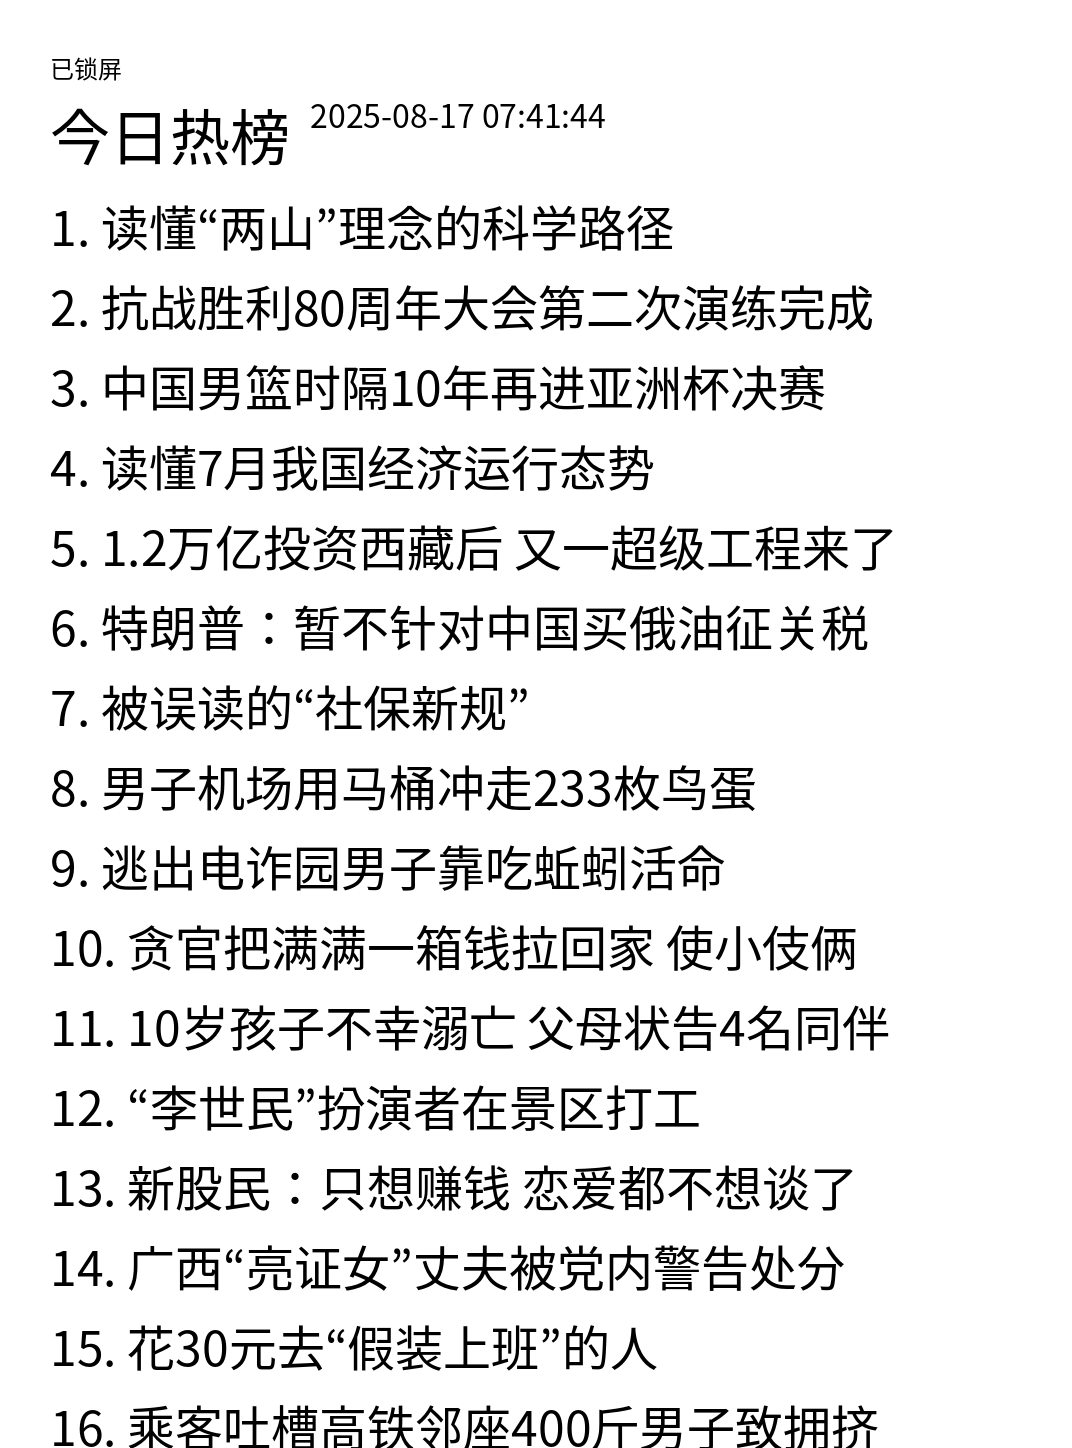 已锁屏
今日热榜 2025-08-17 07:41:44
1. 读懂“两山”理念的科学路径
2. 抗战胜利80周年大会第二次演练完成
3. 中国男篮时隔10年再进亚洲杯决赛
4. 读懂7月我国经济运行态势
5. 1.2万亿投资西藏后 又一超级工程来了
6. 特朗普：暂不针对中国买俄油征关税
7. 被误读的“社保新规”
8. 男子机场用马桶冲走233枚鸟蛋
9. 逃出电诈园男子靠吃蚯蚓活命
10. 贪官把满满一箱钱拉回家 使小伎俩
11. 10岁孩子不幸溺亡 父母状告4名同伴
12. “李世民”扮演者在景区打工
13. 新股民：只想赚钱 恋爱都不想谈了
14. 广西“亮证女”丈夫被党内警告处分
15. 花30元去“假装上班”的人
16. 乘客吐槽高铁邻座400斤男子致拥挤